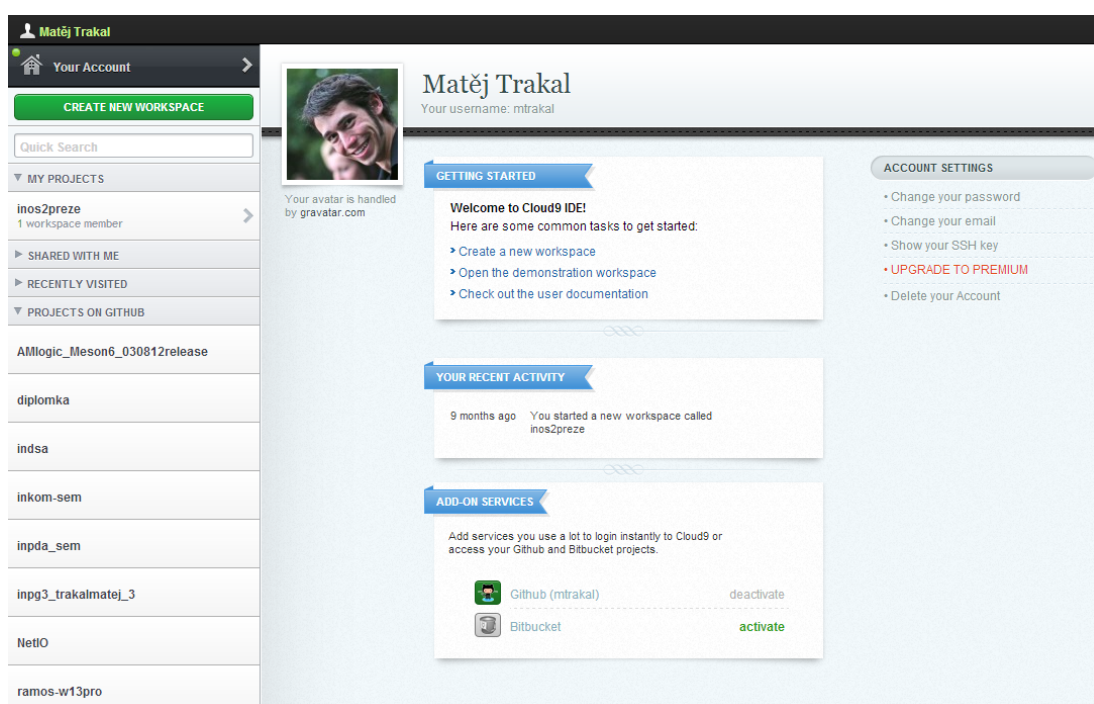 Matěj Trakal
Your Account
CREATE NEW WORKSPACE
Quick Search
MY PROJECTS
inos2preze
1 workspace member
SHARED WITH ME
RECENTLY VISITED
PROJECTS ON GITHUB
AMlogic_Meson6_030812release
diplomka
indsa
inkom-sem
inpda_sem
inpg3_trakalmatej_3
NetIO
ramos-w13pro
Matěj Trakal
Your username: mtrakal
Your avatar is handled
by gravatar.com
GETTING STARTED
Welcome to Cloud9 IDE!
Here are some common tasks to get started:
Create a new workspace
Open the demonstration workspace
Check out the user documentation
YOUR RECENT ACTIVITY
9 months ago You started a new workspace called
inos2preze
ADD-ON SERVICES
Add services you use a lot to login instantly to Cloud9 or
access your Github and Bitbucket projects.
Github (mtrakal) deactivate
Bitbucket activate
ACCOUNT SETTINGS
• Change your password
• Change your email
• Show your SSH key
• UPGRADE TO PREMIUM
• Delete your Account